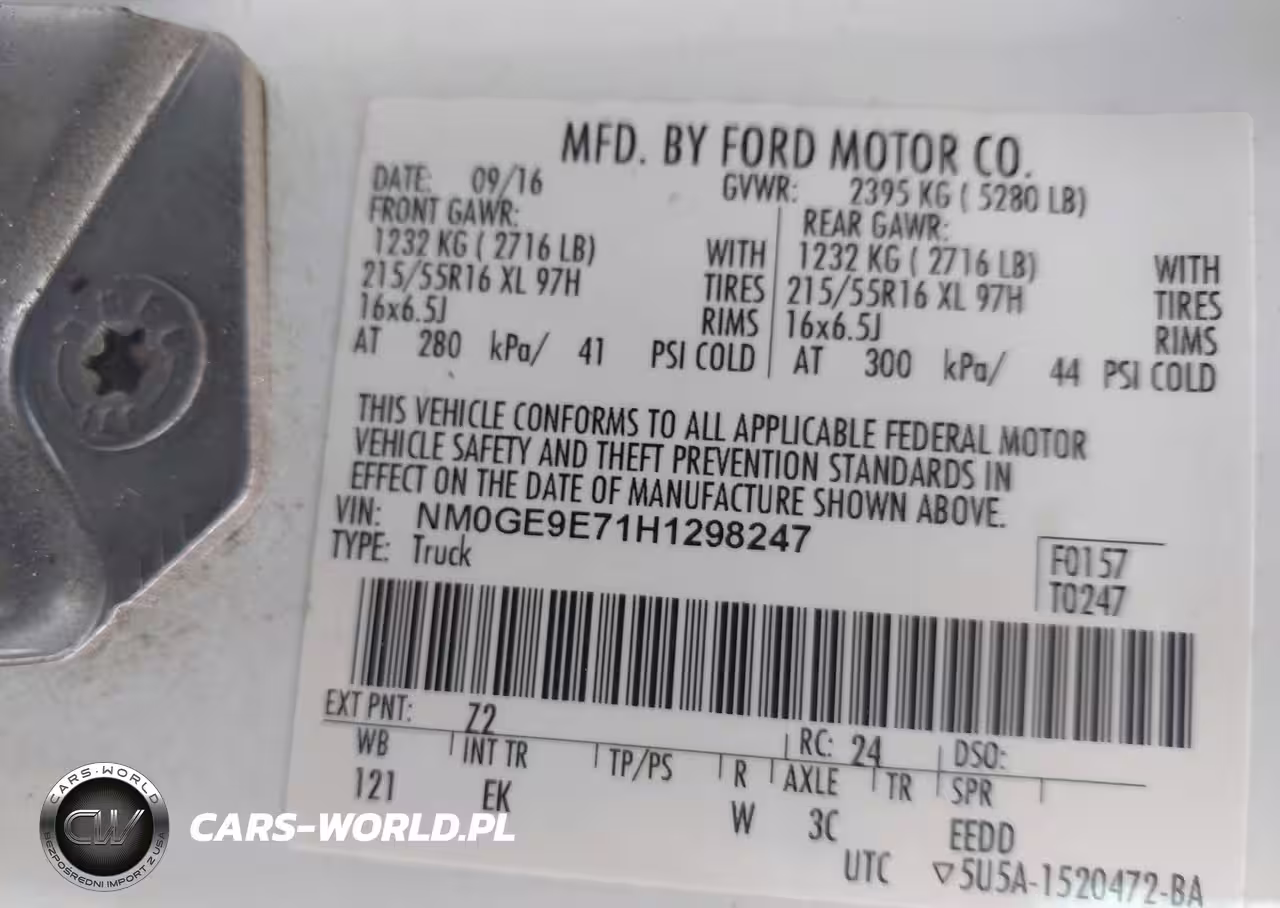 MFD. BY FORD MOTOR CO.
DATE: 09/16 GVWR: 2395 KG ( 5280 LB)
FRONT GAWR: REAR GAWR:
1232 KG ( 2716 LB) WITH 1232 KG ( 2716 LB) WITH
215/55R16 XL 97H TIRES 215/55R16 XL 97H TIRES
16x6.5J RIMS 16x6.5J RIMS
AT 280 kPa/ 41 PSI COLD AT 300 kPa/ 44 PSI COLD
THIS VEHICLE CONFORMS TO ALL APPLICABLE FEDERAL MOTOR
VEHICLE SAFETY AND THEFT PREVENTION STANDARDS IN
EFFECT ON THE DATE OF MANUFACTURE SHOWN ABOVE.
VIN: NM0GE9E71H1298247
TYPE: Truck
F0157
T0247
EXT PNT: Z2 RC: 24 DSO:
WB INT TR TP/PS R AXLE TR SPR
121 EK W 3C EEDD
UTC ▽5U5A-1520472-BA
CARS-WORLD
CW
BEZPOŚREDNI IMPORT Z USA
CARS-WORLD.PL